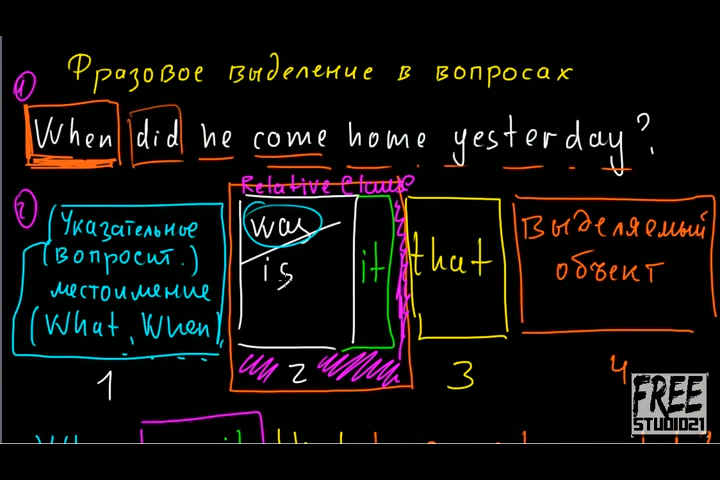 Фразовое выделение в вопросах
1
When did he come home yesterday?
Relative Clause
2
(Указательное
(вопросит.)
местоимение
(What, When)
was
is
it
that
Выделяемый
объект
1
2
3
4
FREE
STUDIO21